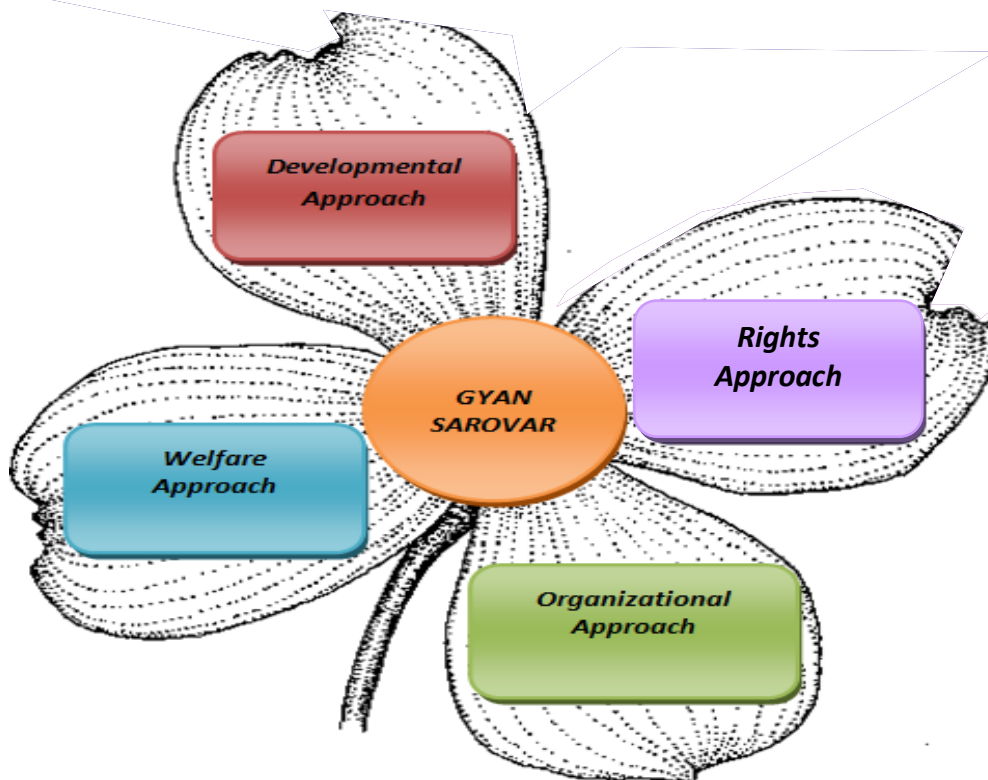 Developmental
Approach
Rights
Approach
GYAN
SAROVAR
Welfare
Approach
Organizational
Approach